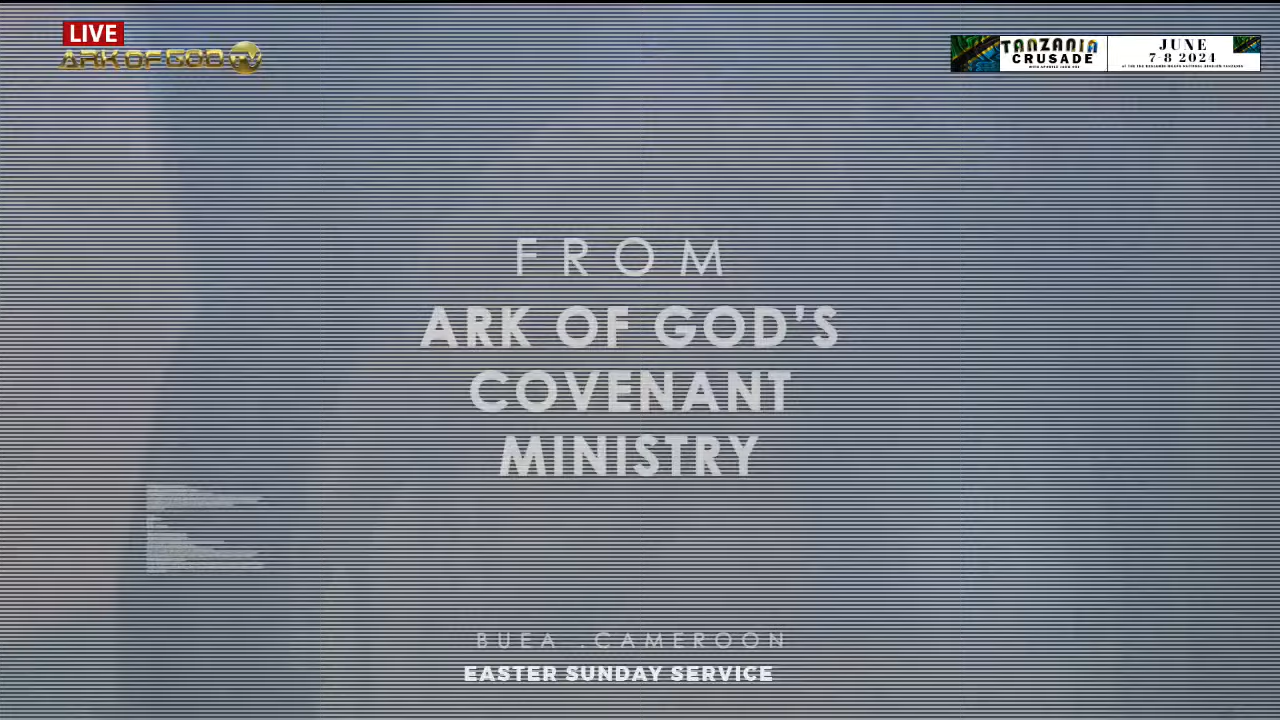 LIVE
ARK OF GOD TV
TANZANIA
CRUSADE
JUNE
7-8 2024
FROM
ARK OF GOD'S
COVENANT
MINISTRY
BUEA .CAMEROON
EASTER SUNDAY SERVICE